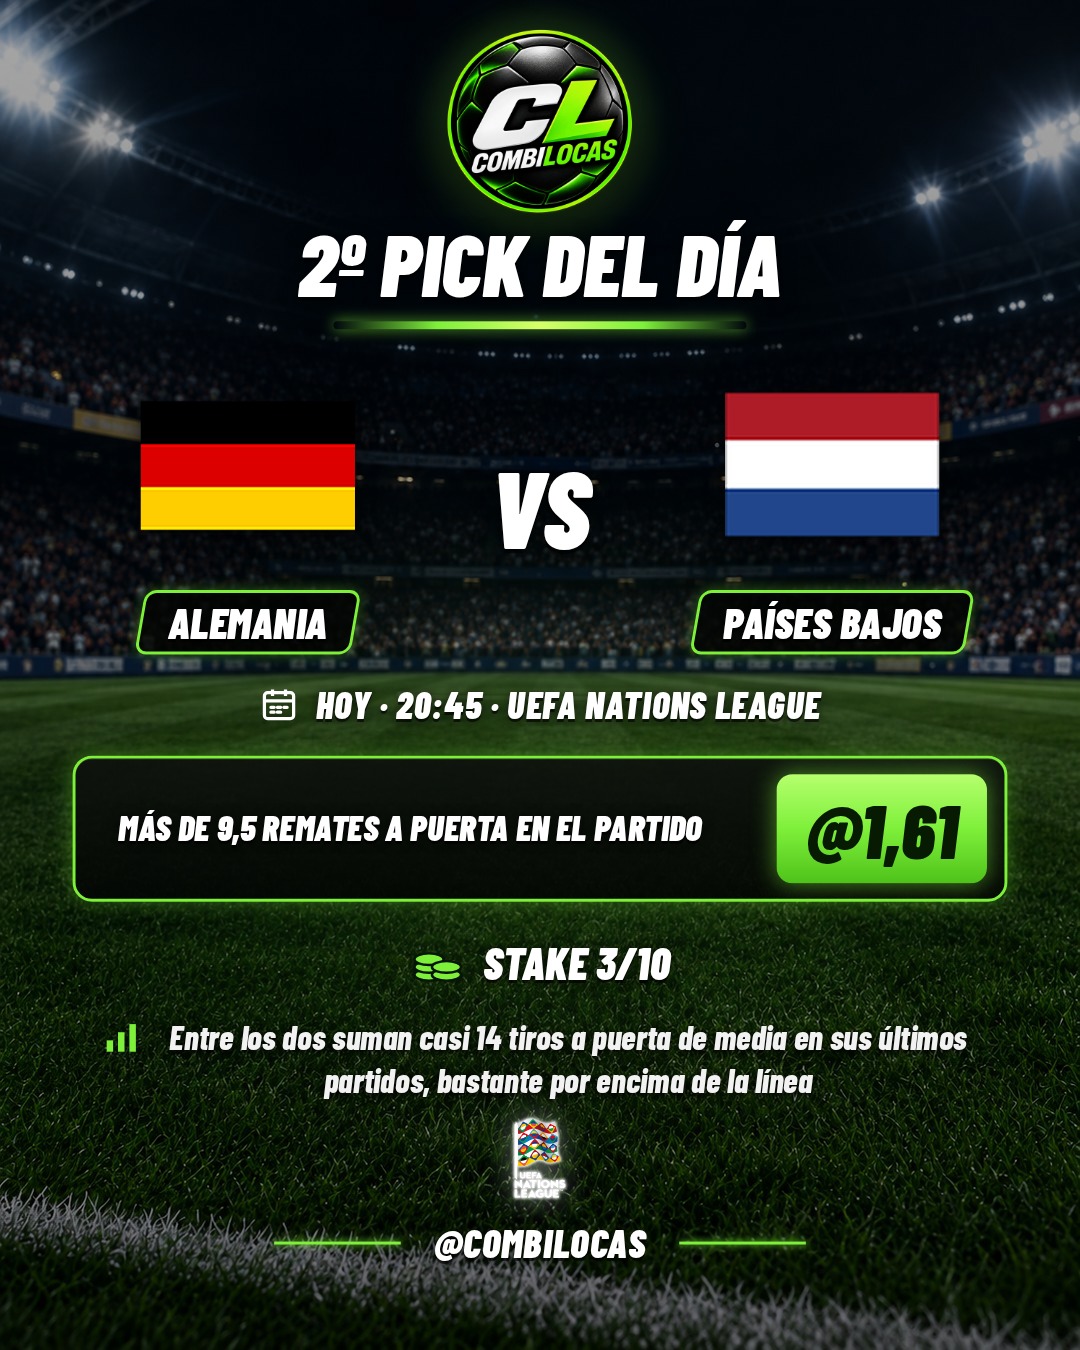 CL
COMBILOCAS
2º PICK DEL DÍA
VS
ALEMANIA
PAÍSES BAJOS
HOY · 20:45 · UEFA NATIONS LEAGUE
MÁS DE 9,5 REMATES A PUERTA EN EL PARTIDO
@1,61
STAKE 3/10
Entre los dos suman casi 14 tiros a puerta de media en sus últimos
partidos, bastante por encima de la línea
UEFA
NATIONS
LEAGUE
@COMBILOCAS